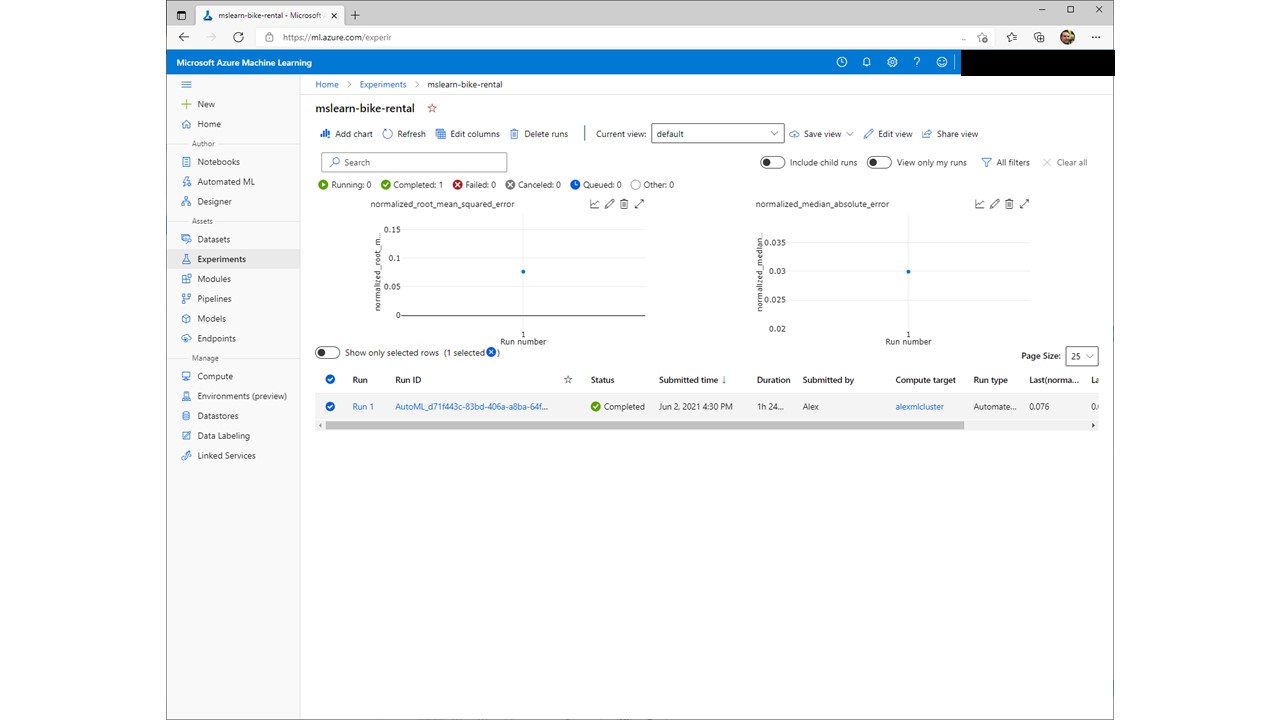 mslearn-bike-rental - Microsoft
https://ml.azure.com/experir
Microsoft Azure Machine Learning
Home > Experiments > mslearn-bike-rental
mslearn-bike-rental
New
Home
Author
Notebooks
Automated ML
Designer
Assets
Datasets
Experiments
Modules
Pipelines
Models
Endpoints
Manage
Compute
Environments (preview)
Datastores
Data Labeling
Linked Services
Add chart Refresh Edit columns Delete runs Current view: default Save view Edit view Share view
Search Include child runs View only my runs All filters Clear all
Running: 0 Completed: 1 Failed: 0 Canceled: 0 Queued: 0 Other: 0
normalized_root_mean_squared_error
normalized_root_m...
0.15
0.1
0.05
0
1
Run number
normalized_median_absolute_error
normalized_median...
0.035
0.03
0.025
0.02
1
Run number
Show only selected rows (1 selected ) Page Size: 25
Run Run ID Status Submitted time ↓ Duration Submitted by Compute target Run type Last(norma... La
Run 1 AutoML_d71f443c-83bd-406a-a8ba-64f... Completed Jun 2, 2021 4:30 PM 1h 24... Alex alexmlcluster Automate... 0.076 0.0